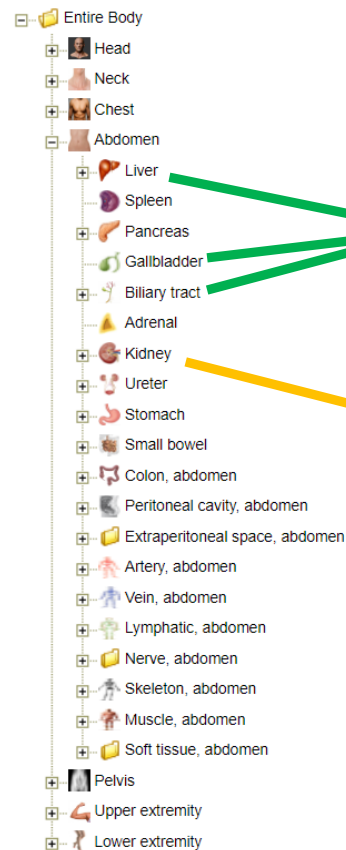 Entire Body
Head
Neck
Chest
Abdomen
Liver
Spleen
Pancreas
Gallbladder
Biliary tract
Adrenal
Kidney
Ureter
Stomach
Small bowel
Colon, abdomen
Peritoneal cavity, abdomen
Extraperitoneal space, abdomen
Artery, abdomen
Vein, abdomen
Lymphatic, abdomen
Nerve, abdomen
Skeleton, abdomen
Muscle, abdomen
Soft tissue, abdomen
Pelvis
Upper extremity
Lower extremity